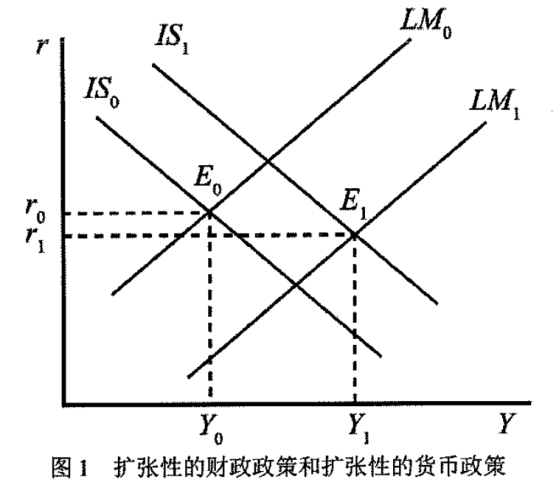 r
IS₁
LM₀
IS₀
LM₁
E₀
E₁
r₀
r₁
Y₀
Y₁
Y
图 1 扩张性的财政政策和扩张性的货币政策